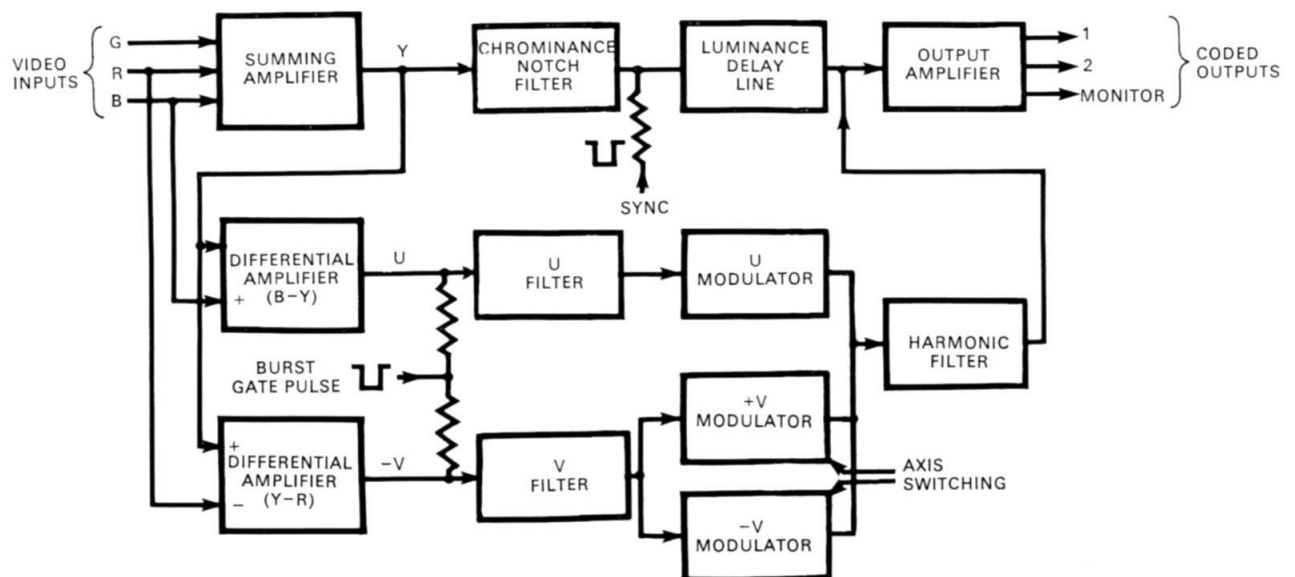 VIDEO
INPUTS
G
R
B
SUMMING
AMPLIFIER
Y
CHROMINANCE
NOTCH
FILTER
LUMINANCE
DELAY
LINE
OUTPUT
AMPLIFIER
1
2
MONITOR
CODED
OUTPUTS
SYNC
DIFFERENTIAL
AMPLIFIER
+ (B-Y)
U
U
FILTER
U
MODULATOR
HARMONIC
FILTER
BURST
GATE PULSE
+
DIFFERENTIAL
AMPLIFIER
- (Y-R)
-V
V
FILTER
+V
MODULATOR
AXIS
SWITCHING
-V
MODULATOR